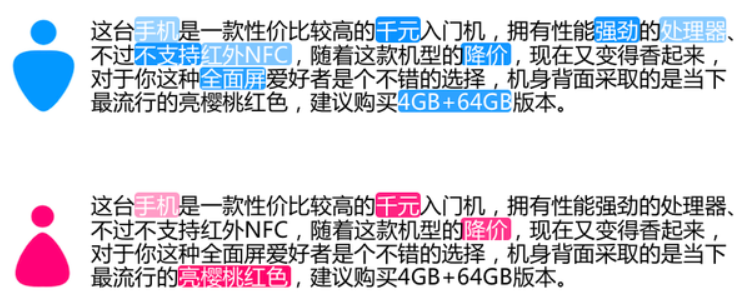 这台手机是一款性价比较高的千元入门机，拥有性能强劲的处理器、
不过不支持红外NFC，随着这款机型的降价，现在又变得香起来，
对于你这种全面屏爱好者是个不错的选择，机身背面采取的是当下
最流行的亮樱桃红色，建议购买4GB+64GB版本。
这台手机是一款性价比较高的千元入门机，拥有性能强劲的处理器、
不过不支持红外NFC，随着这款机型的降价，现在又变得香起来，
对于你这种全面屏爱好者是个不错的选择，机身背面采取的是当下
最流行的亮樱桃红色，建议购买4GB+64GB版本。